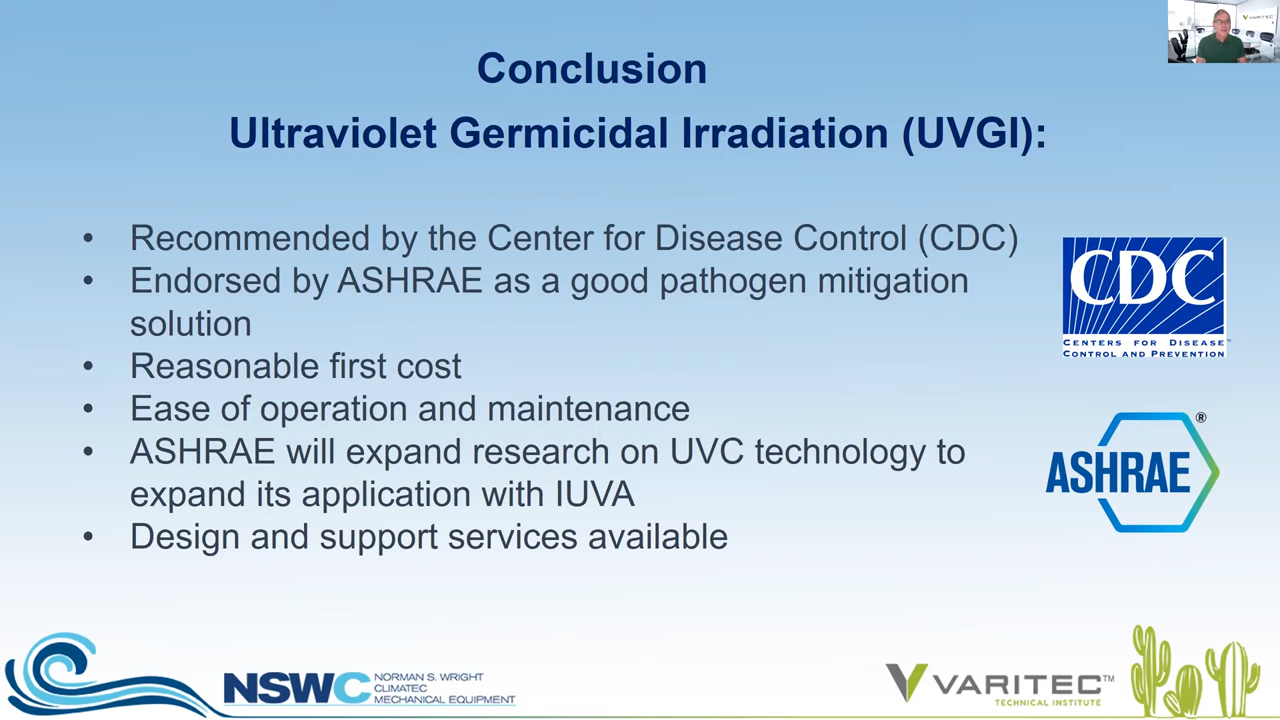 VARITEC
Conclusion
Ultraviolet Germicidal Irradiation (UVGI):
• Recommended by the Center for Disease Control (CDC)
• Endorsed by ASHRAE as a good pathogen mitigation
solution
• Reasonable first cost
• Ease of operation and maintenance
• ASHRAE will expand research on UVC technology to
expand its application with IUVA
• Design and support services available
CDC
™
CENTERS FOR DISEASE
CONTROL AND PREVENTION
ASHRAE®
NSWC
NORMAN S. WRIGHT
CLIMATEC
MECHANICAL EQUIPMENT
VARITEC™
TECHNICAL INSTITUTE